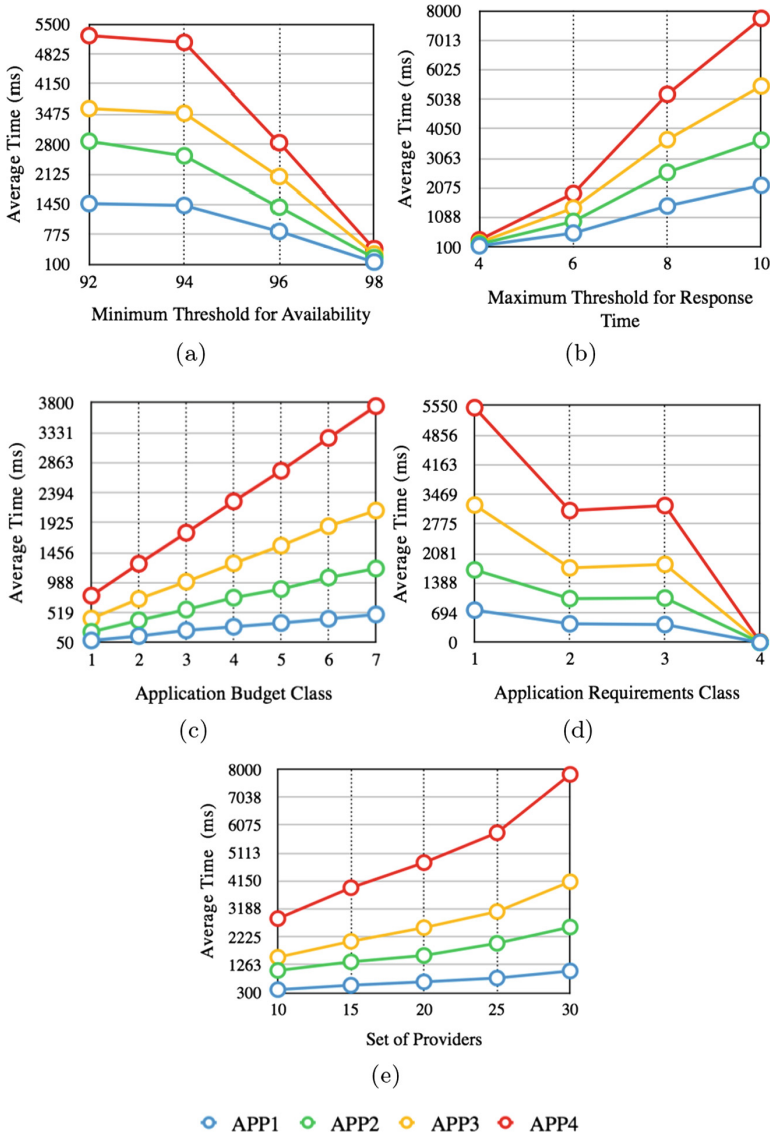 Average Time (ms)
5500
4825
4150
3475
2800
2125
1450
775
100
92 94 96 98
Minimum Threshold for Availability
(a)
Average Time (ms)
8000
7013
6025
5038
4050
3063
2075
1088
100
4 6 8 10
Maximum Threshold for Response
Time
(b)
Average Time (ms)
3800
3331
2863
2394
1925
1456
988
519
50
1 2 3 4 5 6 7
Application Budget Class
(c)
Average Time (ms)
5550
4856
4163
3469
2775
2081
1388
694
0
1 2 3 4
Application Requirements Class
(d)
Average Time (ms)
8000
7038
6075
5113
4150
3188
2225
1263
300
10 15 20 25 30
Set of Providers
(e)
APP1 APP2 APP3 APP4